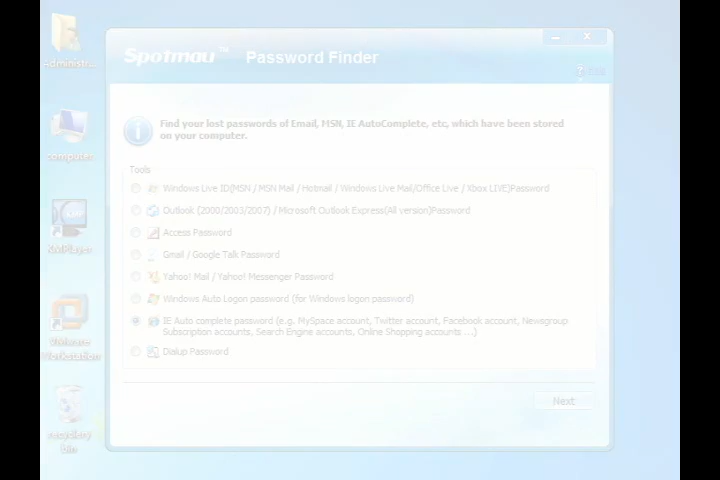 Administr...
computer
KMPlayer
VMware
Workstation
recyclery
bin
Spotmau™ Password Finder
Find your lost passwords of Email, MSN, IE AutoComplete, etc, which have been stored
on your computer.
Tools
Windows Live ID(MSN / MSN Mail / Hotmail / Windows Live Mail/Office Live / Xbox LIVE)Password
Outlook (2000/2003/2007) / Microsoft Outlook Express(All version)Password
Access Password
Gmail / Google Talk Password
Yahoo! Mail / Yahoo! Messenger Password
Windows Auto Logon password (for Windows logon password)
IE Auto complete password (e.g. MySpace account, Twitter account, Facebook account, Newsgroup
Subscription accounts, Search Engine accounts, Online Shopping accounts ...)
Dialup Password
Next